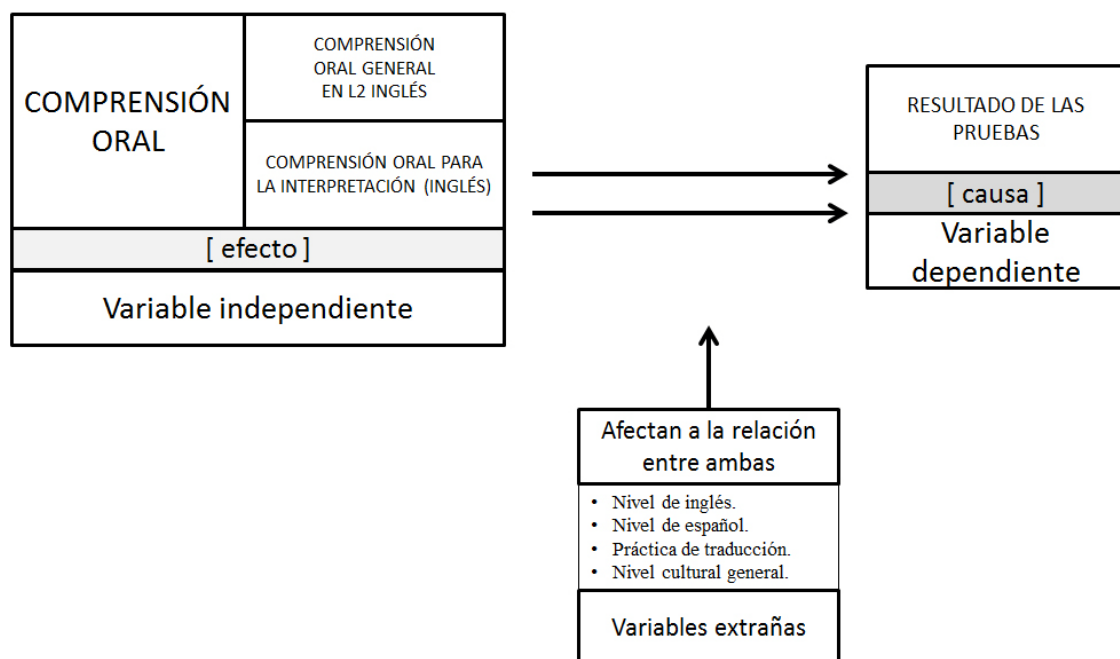 COMPRENSIÓN
ORAL
COMPRENSIÓN
ORAL GENERAL
EN L2 INGLÉS
COMPRENSIÓN ORAL PARA
LA INTERPRETACIÓN (INGLÉS)
[ efecto ]
Variable independiente
RESULTADO DE LAS
PRUEBAS
[ causa ]
Variable
dependiente
Afectan a la relación
entre ambas
• Nivel de inglés.
• Nivel de español.
• Práctica de traducción.
• Nivel cultural general.
Variables extrañas